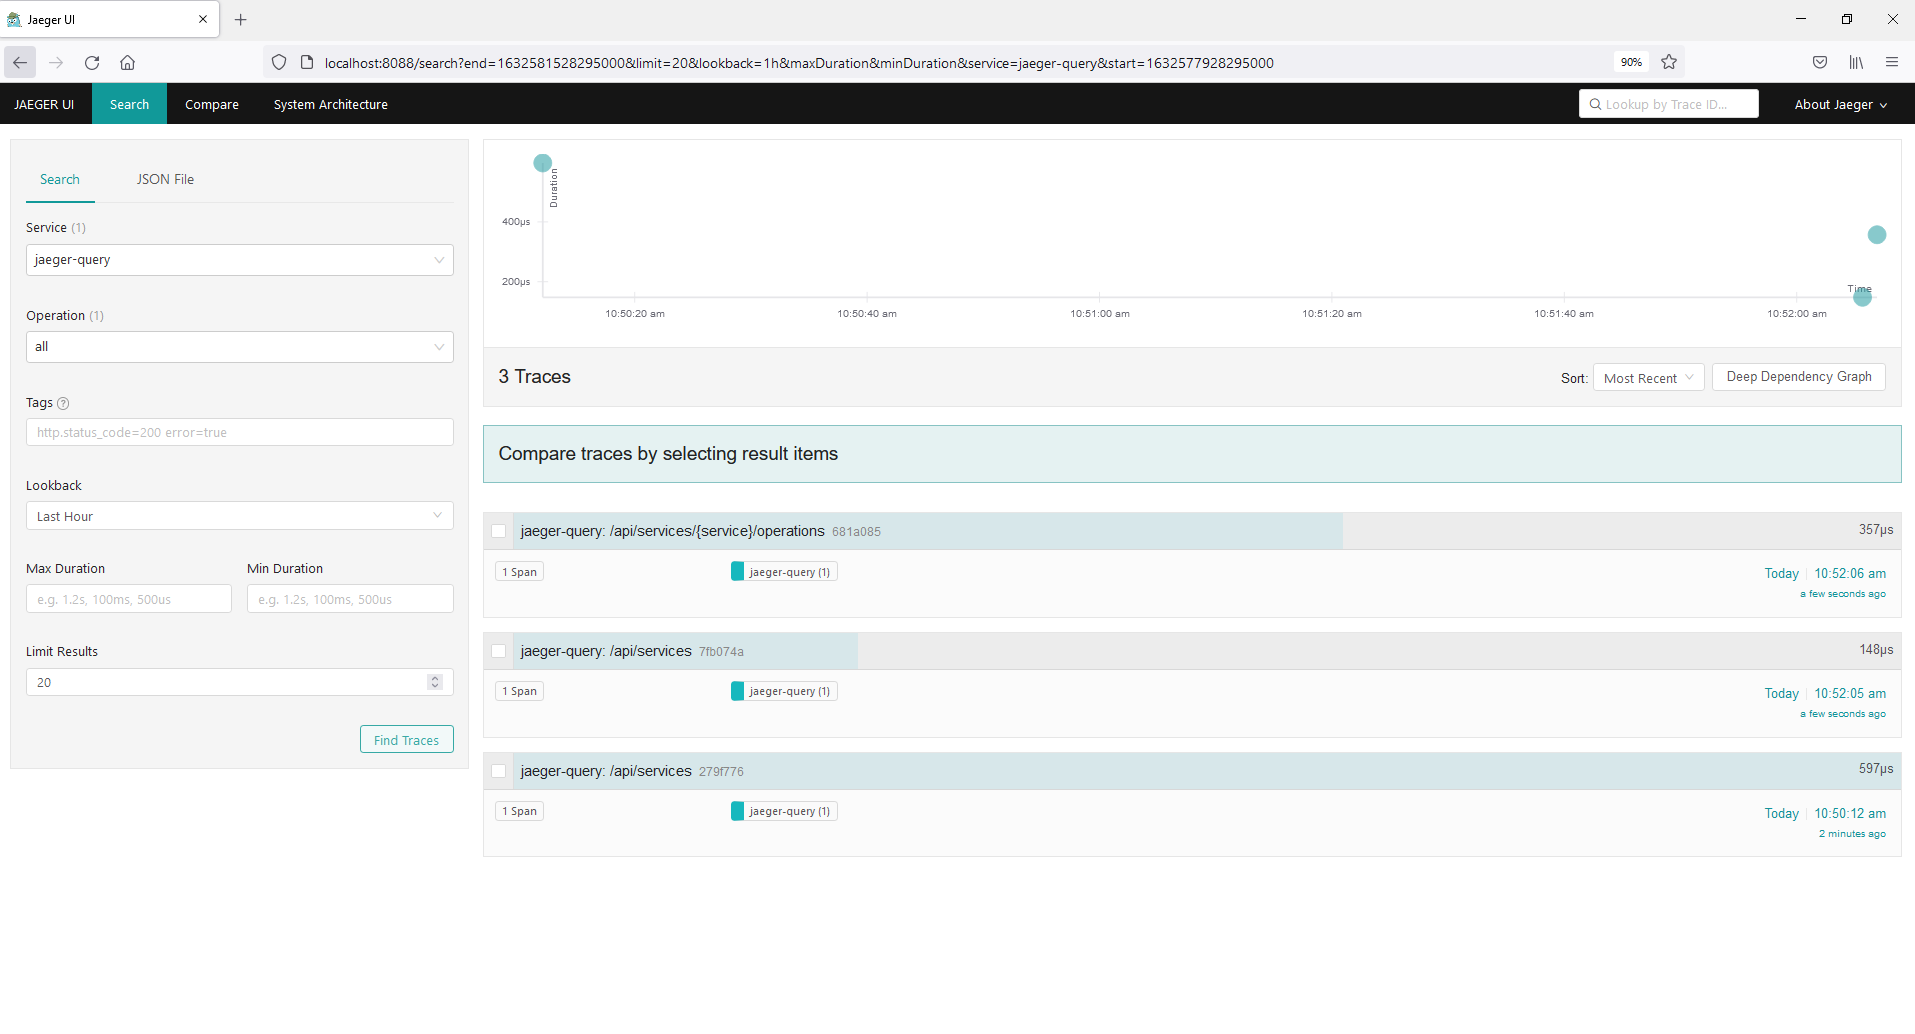 Jaeger UI
localhost:8088/search?end=1632581528295000&limit=20&lookback=1h&maxDuration&minDuration&service=jaeger-query&start=1632577928295000
90%
JAEGER UI
Search
Compare
System Architecture
Lookup by Trace ID...
About Jaeger
Search
JSON File
Service (1)
jaeger-query
Operation (1)
all
Tags ?
http.status_code=200 error=true
Lookback
Last Hour
Max Duration
Min Duration
e.g. 1.2s, 100ms, 500us
e.g. 1.2s, 100ms, 500us
Limit Results
20
Find Traces
Duration
400μs
200μs
Time
10:50:20 am
10:50:40 am
10:51:00 am
10:51:20 am
10:51:40 am
10:52:00 am
3 Traces
Sort:
Most Recent
Deep Dependency Graph
Compare traces by selecting result items
jaeger-query: /api/services/{service}/operations 681a085
357μs
1 Span
jaeger-query (1)
Today
10:52:06 am
a few seconds ago
jaeger-query: /api/services 7fb074a
148μs
1 Span
jaeger-query (1)
Today
10:52:05 am
a few seconds ago
jaeger-query: /api/services 279f776
597μs
1 Span
jaeger-query (1)
Today
10:50:12 am
2 minutes ago